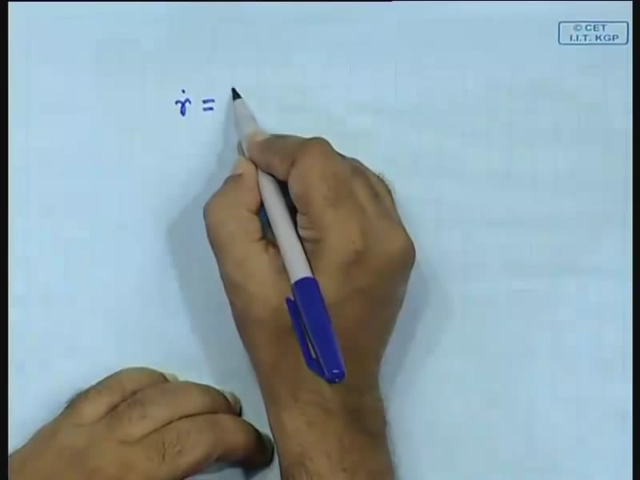 © CET
I.I.T. KGP
ṙ =